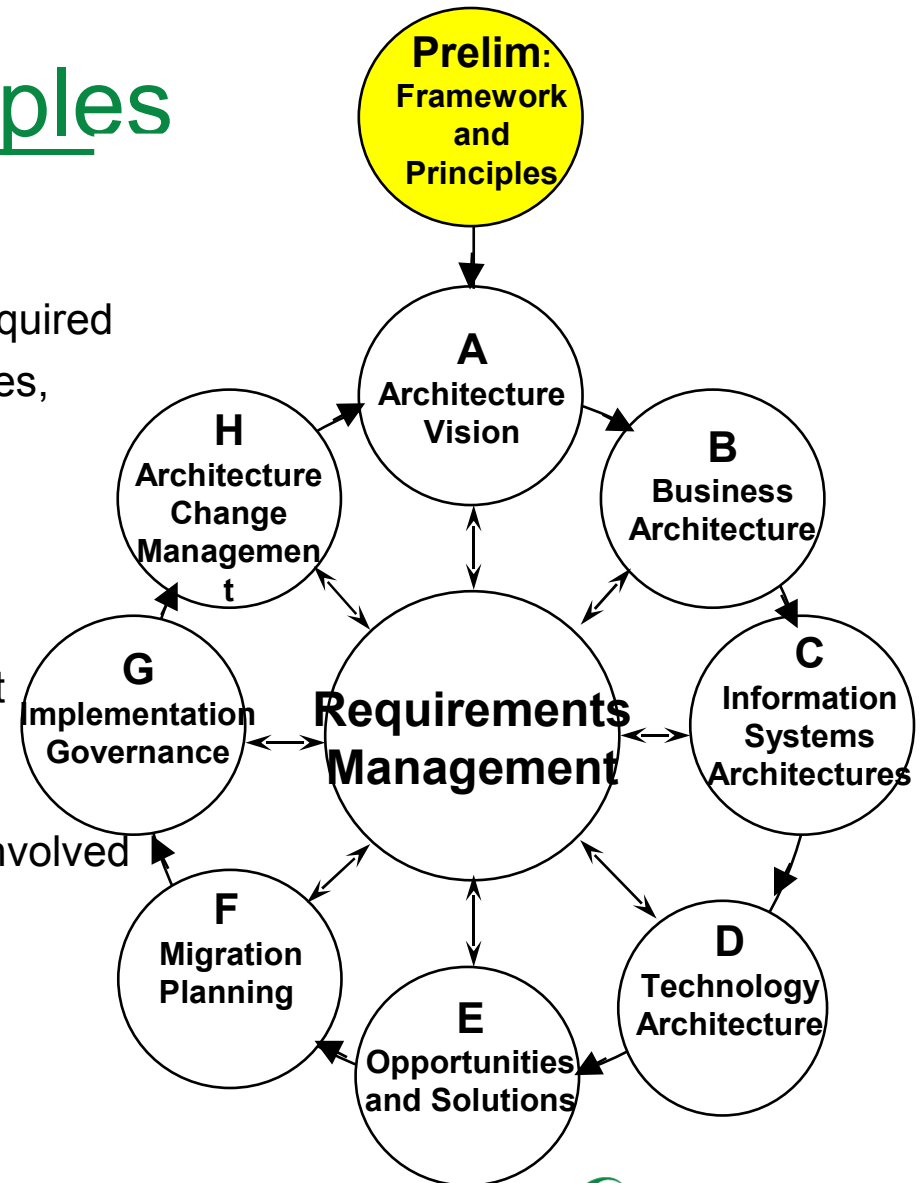 ples
quired
es,
t
nvolved
Prelim:
Framework
and
Principles
A
Architecture
Vision
B
Business
Architecture
C
Information
Systems
Architectures
D
Technology
Architecture
E
Opportunities
and Solutions
F
Migration
Planning
G
Implementation
Governance
H
Architecture
Change
Managemen
t
Requirements
Management